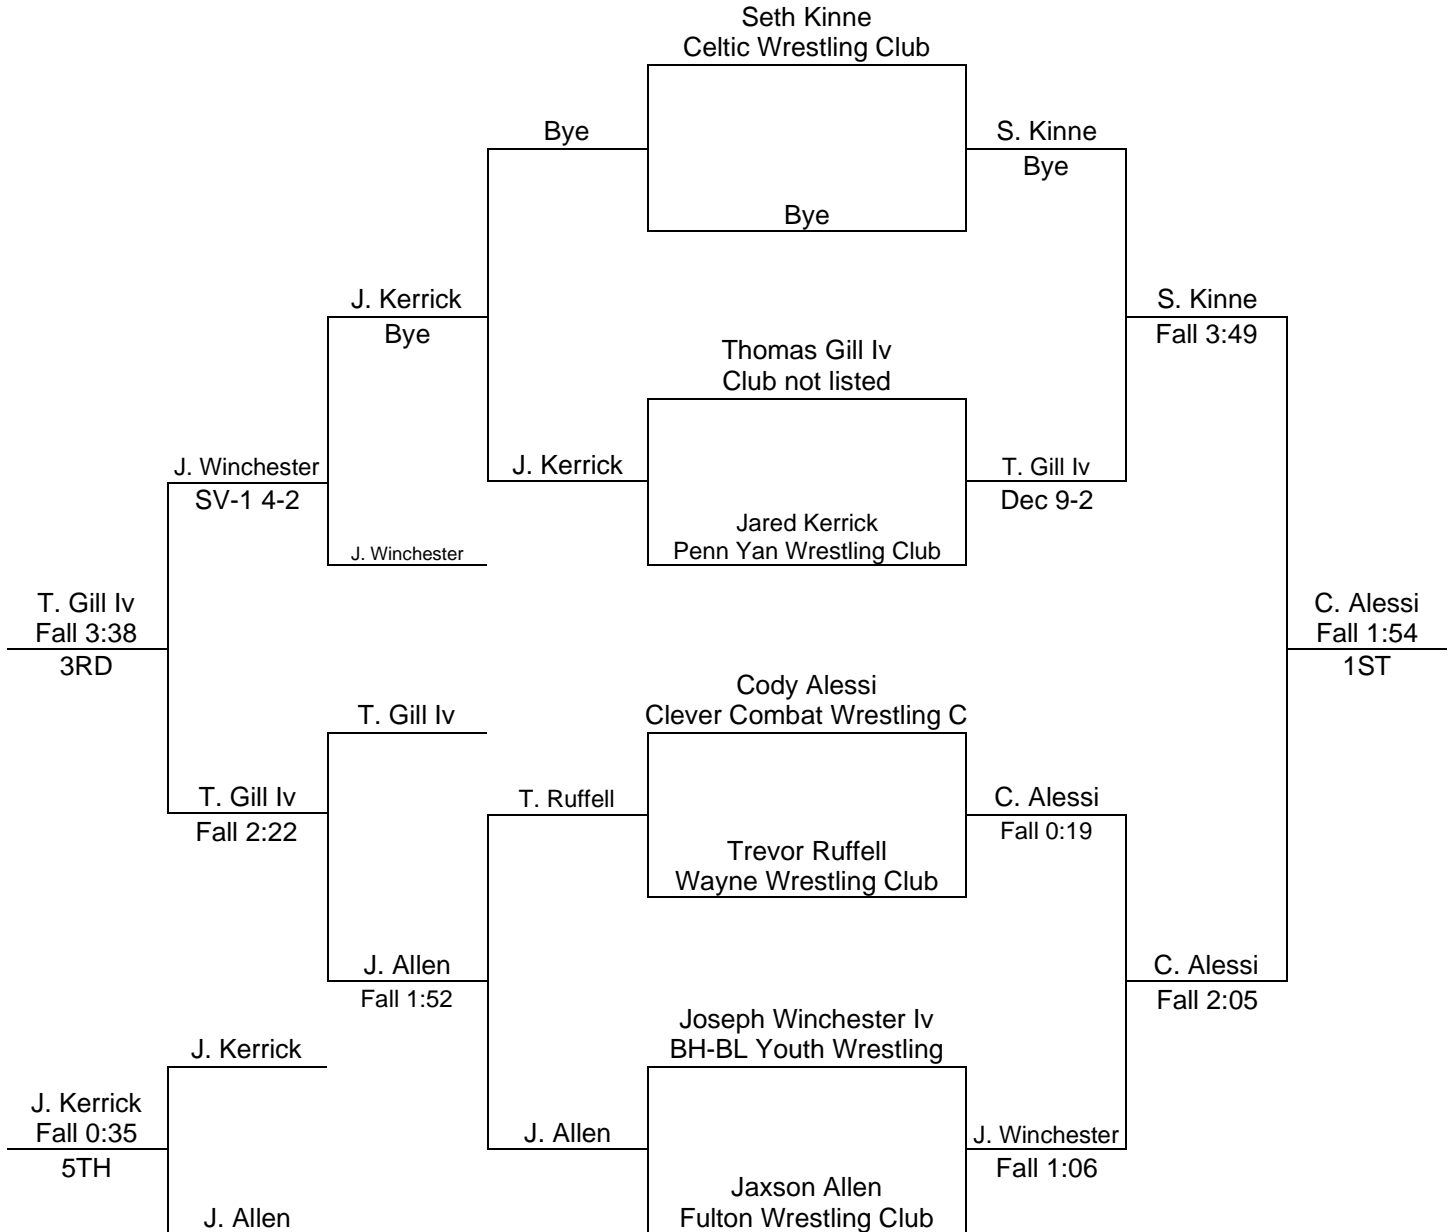 Seth Kinne
Celtic Wrestling Club
Bye
S. Kinne
Bye
Bye
J. Kerrick
Bye
S. Kinne
Fall 3:49
Thomas Gill Iv
Club not listed
J. Winchester
SV-1 4-2
J. Kerrick
T. Gill Iv
Dec 9-2
J. Winchester
Jared Kerrick
Penn Yan Wrestling Club
T. Gill Iv
Fall 3:38
3RD
C. Alessi
Fall 1:54
1ST
T. Gill Iv
Cody Alessi
Clever Combat Wrestling C
T. Gill Iv
Fall 2:22
T. Ruffell
C. Alessi
Fall 0:19
Trevor Ruffell
Wayne Wrestling Club
J. Allen
Fall 1:52
C. Alessi
Fall 2:05
J. Kerrick
Joseph Winchester Iv
BH-BL Youth Wrestling
J. Kerrick
Fall 0:35
5TH
J. Allen
J. Winchester
Fall 1:06
J. Allen
Jaxson Allen
Fulton Wrestling Club